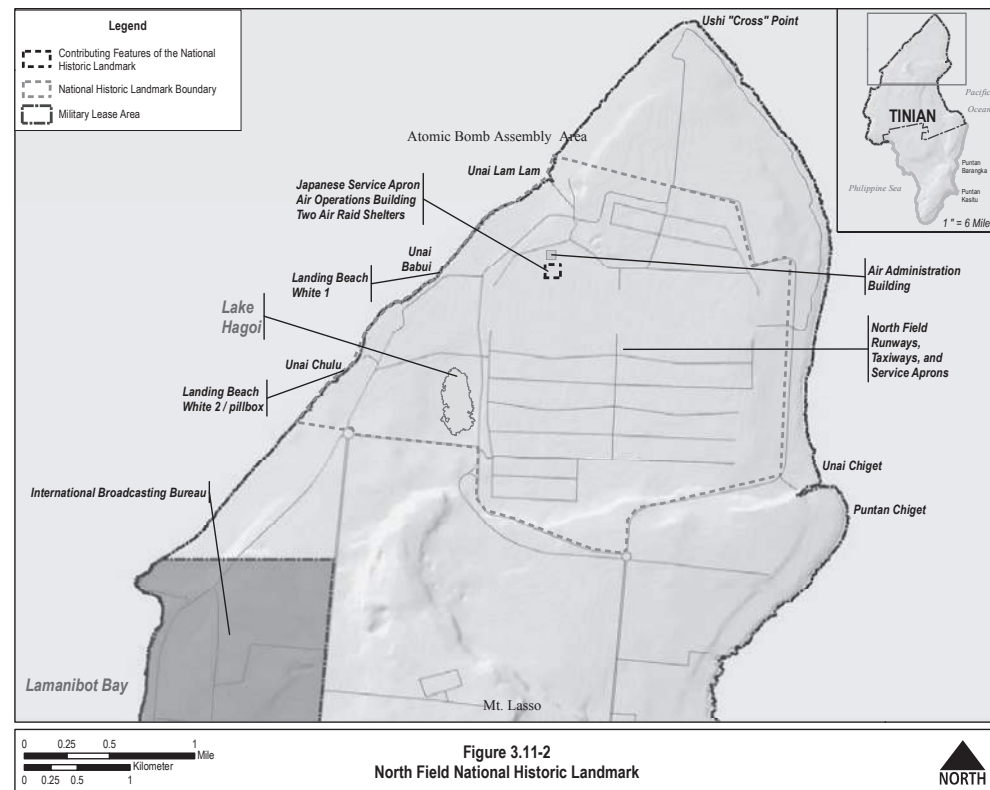 Legend
Contributing Features of the National
Historic Landmark
National Historic Landmark Boundary
Military Lease Area
Ushi "Cross" Point
Pacific
Ocean
TINIAN
Puntan
Barangka
Philippine Sea
Puntan
Kasitu
1 " = 6 Mile
Atomic Bomb Assembly Area
Unai Lam Lam
Japanese Service Apron
Air Operations Building
Two Air Raid Shelters
Unai
Babui
Landing Beach
White 1
Air Administration
Building
Lake
Hagoi
North Field
Runways,
Taxiways, and
Service Aprons
Unai Chulu
Landing Beach
White 2 / pillbox
Unai Chiget
International Broadcasting Bureau
Puntan Chiget
Lamanibot Bay
Mt. Lasso
0 0.25 0.5 1
Mile
Kilometer
0 0.25 0.5 1
Figure 3.11-2
North Field National Historic Landmark
NORTH